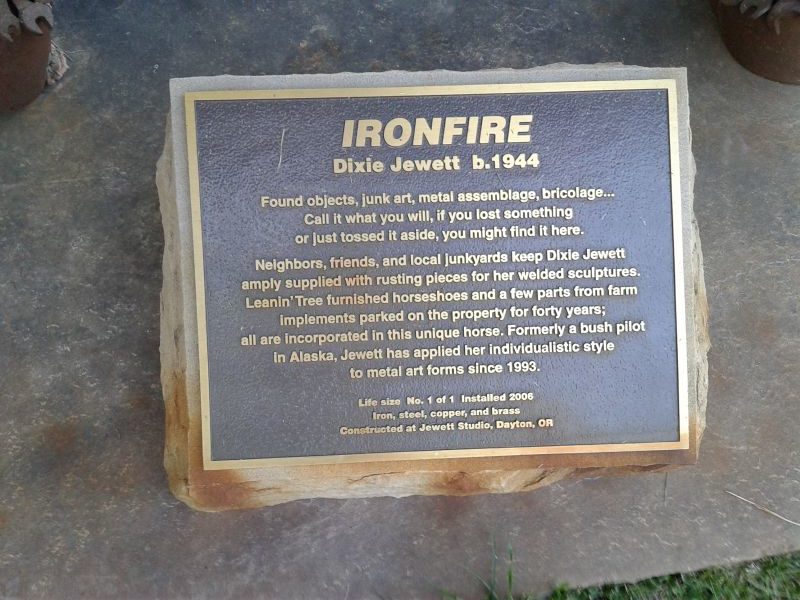 IRONFIRE
Dixie Jewett b.1944
Found objects, junk art, metal assemblage, bricolage...
Call it what you will, if you lost something
or just tossed it aside, you might find it here.
Neighbors, friends, and local junkyards keep Dixie Jewett
amply supplied with rusting pieces for her welded sculptures.
Leanin' Tree furnished horseshoes and a few parts from farm
implements parked on the property for forty years;
all are incorporated in this unique horse. Formerly a bush pilot
in Alaska, Jewett has applied her individualistic style
to metal art forms since 1993.
Life size No. 1 of 1 Installed 2006
Iron, steel, copper, and brass
Constructed at Jewett Studio, Dayton, OR